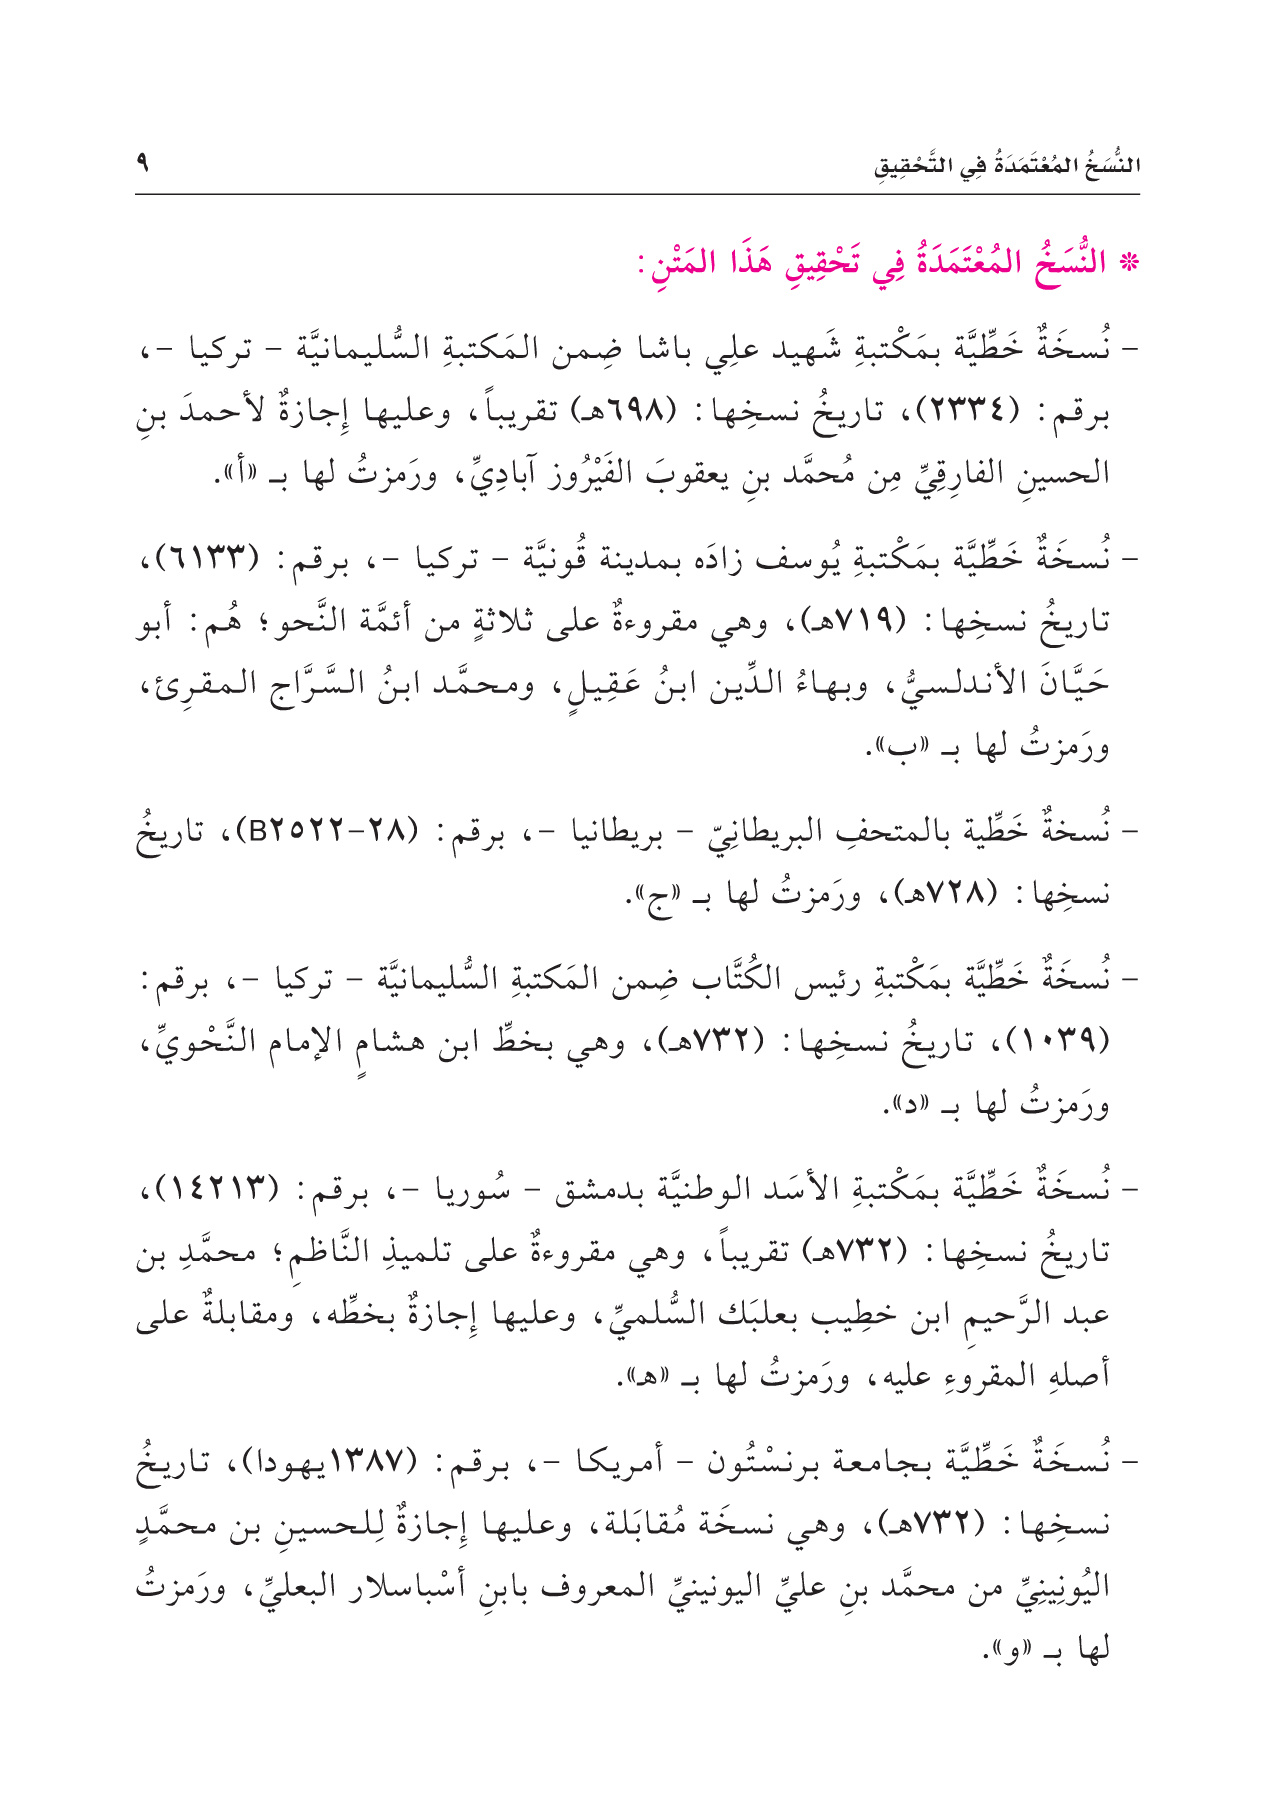 النُّسَخُ المُعْتَمَدَةُ فِي التَّحْقِيقِ ٩
* النُّسَخُ المُعْتَمَدَةُ فِي تَحْقِيقِ هَذَا المَتْنِ:
- نُسخَةٌ خَطِّيَّة بمَكْتبةِ شَهيد علِي باشا ضِمن المَكتبةِ السُّليمانيَّة - تركيا -،
برقم: (٢٣٣٤)، تاريخُ نسخِها: (٦٩٨هـ) تقريباً، وعليها إِجازةٌ لأحمدَ بنِ
الحسينِ الفارِقِيِّ مِن مُحمَّد بنِ يعقوبَ الفَيْرُوز آبادِيِّ، ورَمزتُ لها بـ «أ».
- نُسخَةٌ خَطِّيَّة بمَكْتبةِ يُوسف زادَه بمدينة قُونيَّة - تركيا -، برقم: (٦١٣٣)،
تاريخُ نسخِها: (٧١٩هـ)، وهي مقروءةٌ على ثلاثةٍ من أئمَّة النَّحو؛ هُم: أبو
حَيَّانَ الأندلسيُّ، وبهاءُ الدِّين ابنُ عَقِيلٍ، ومحمَّد ابنُ السَّرَّاج المقرِئ،
ورَمزتُ لها بـ «ب».
- نُسخةٌ خَطِّية بالمتحفِ البريطانِيّ - بريطانيا -، برقم: (B٢٥٢٢-٢٨)، تاريخُ
نسخِها: (٧٢٨هـ)، ورَمزتُ لها بـ «ج».
- نُسخَةٌ خَطِّيَّة بمَكْتبةِ رئيس الكُتَّاب ضِمن المَكتبةِ السُّليمانيَّة - تركيا -، برقم:
(١٠٣٩)، تاريخُ نسخِها: (٧٣٢هـ)، وهي بخطِّ ابن هشامٍ الإمام النَّحْويِّ،
ورَمزتُ لها بـ «د».
- نُسخَةٌ خَطِّيَّة بمَكْتبةِ الأسَد الوطنيَّة بدمشق - سُوريا -، برقم: (١٤٢١٣)،
تاريخُ نسخِها: (٧٣٢هـ) تقريباً، وهي مقروءةٌ على تلميذِ النَّاظمِ؛ محمَّدِ بن
عبد الرَّحيمِ ابن خطِيب بعلبَك السُّلميِّ، وعليها إِجازةٌ بخطِّه، ومقابلةٌ على
أصلهِ المقروءِ عليه، ورَمزتُ لها بـ «هـ».
- نُسخَةٌ خَطِّيَّة بجامعة برنسْتُون - أمريكا -، برقم: (١٣٨٧يهودا)، تاريخُ
نسخِها: (٧٣٢هـ)، وهي نسخَة مُقابَلة، وعليها إِجازةٌ لِلحسينِ بن محمَّدٍ
اليُونِينِيِّ من محمَّد بنِ عليِّ اليونينيِّ المعروف بابنِ أسْباسلار البعليِّ، ورَمزتُ
لها بـ «و».